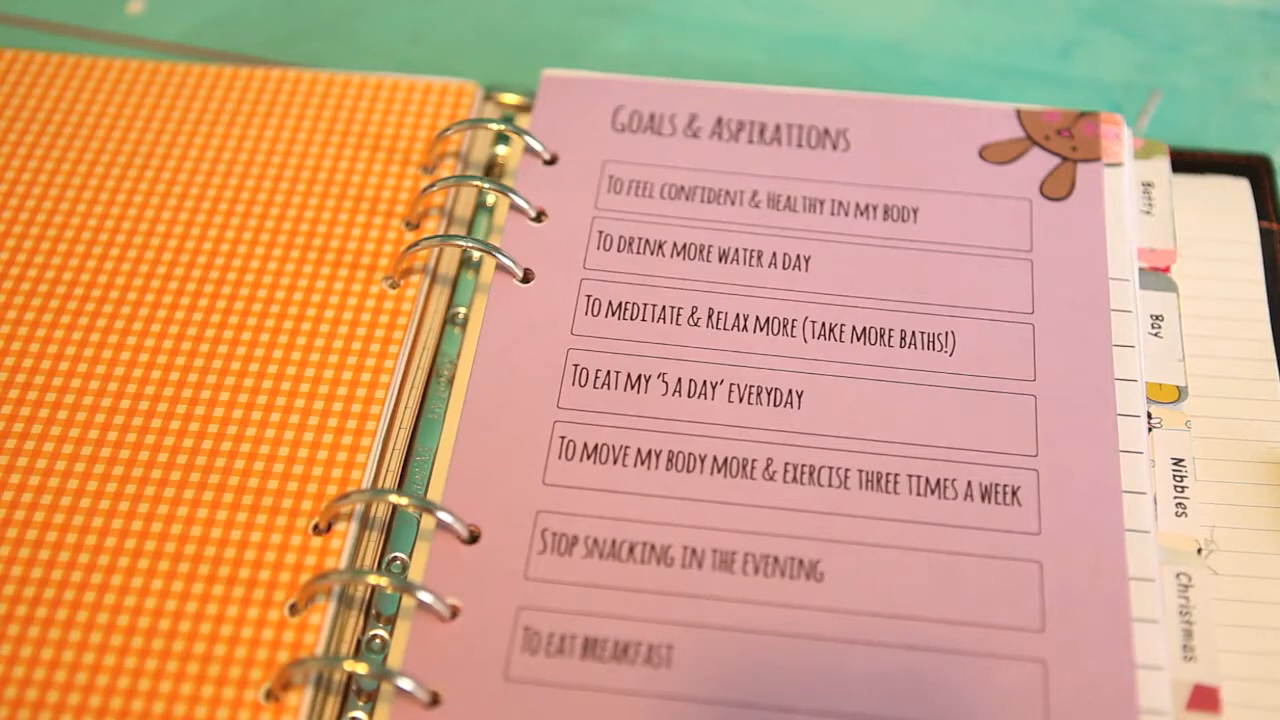 GOALS & ASPIRATIONS
TO FEEL CONFIDENT & HEALTHY IN MY BODY
TO DRINK MORE WATER A DAY
TO MEDITATE & RELAX MORE (TAKE MORE BATHS!)
TO EAT MY '5 A DAY' EVERYDAY
TO MOVE MY BODY MORE & EXERCISE THREE TIMES A WEEK
STOP SNACKING IN THE EVENING
TO EAT BREAKFAST
Betty
Bay
Nibbles
Christmas